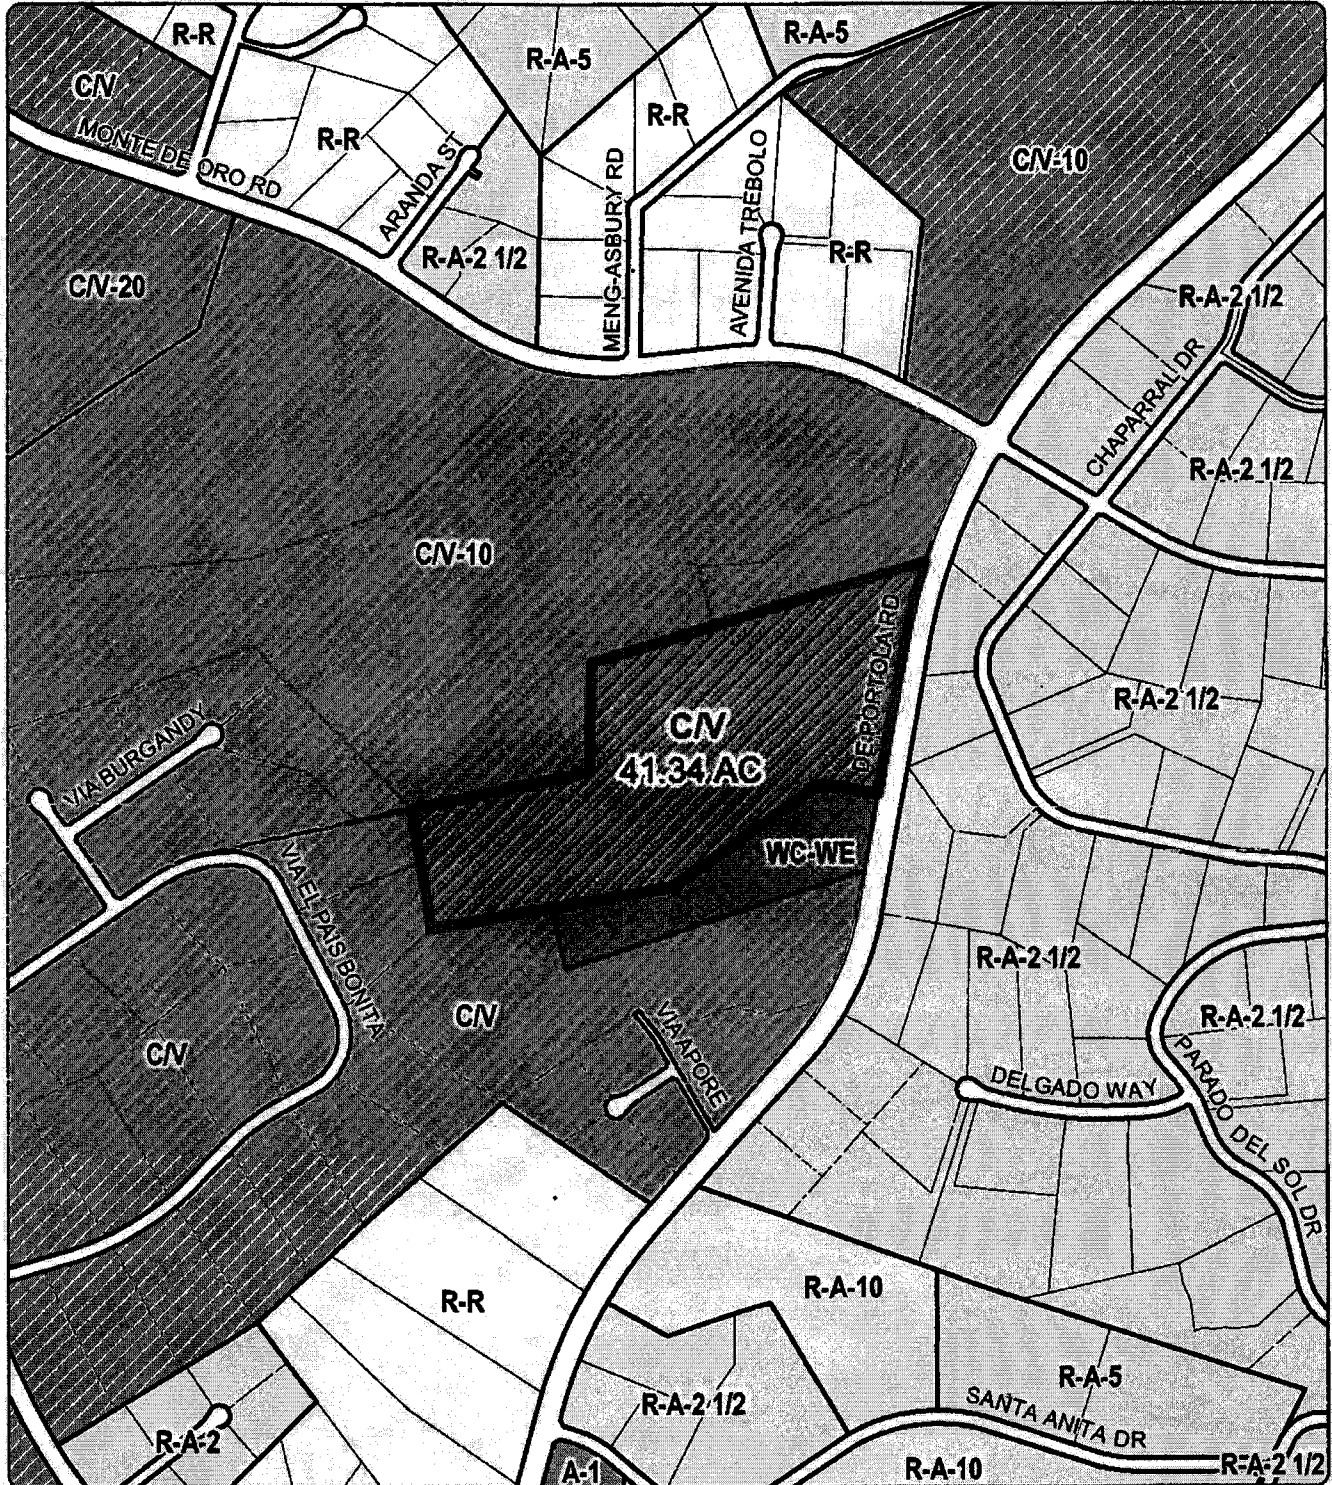 R-R
R-A-5
R-A-5
C/V
R-R
R-R
MONTE DE ORO RD
ARANDA ST
MENG-ASBURY RD
AVENIDA TREBOLO
C/V-10
R-A-2 1/2
R-R
C/V-20
R-A-2 1/2
CHAPARRAL DR
R-A-2 1/2
C/V-10
DE PORTOLA RD
R-A-2 1/2
C/V
41.34 AC
VIA BURGANDY
WC-WE
VIA EL PAIS BONITA
R-A-2 1/2
C/V
C/V
VIA APORE
R-A-2 1/2
DELGADO WAY
PARADO DEL SOL DR
R-A-10
R-R
R-A-5
R-A-2 1/2
SANTA ANITA DR
R-A-2
A-1
R-A-10
R-A-2 1/2